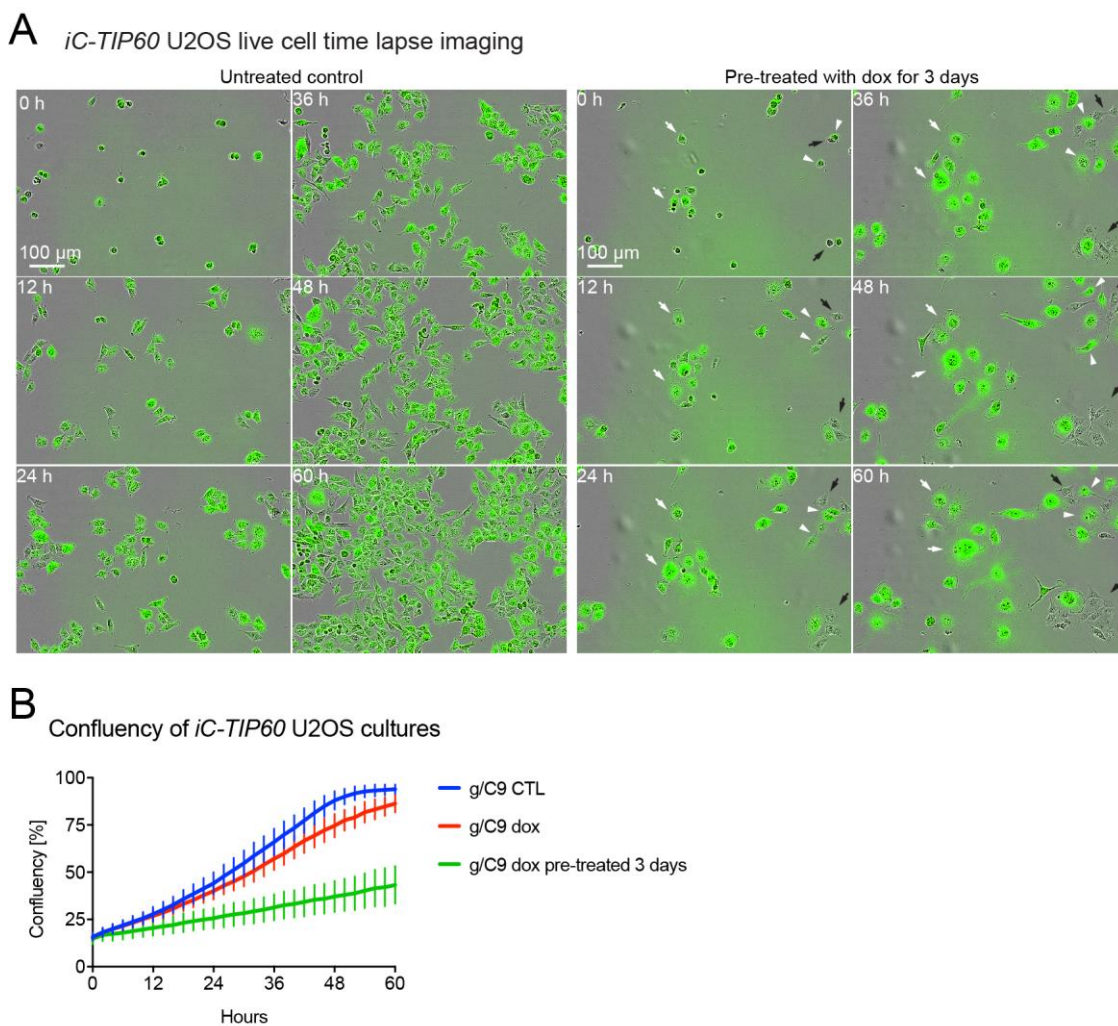 A
iC-TIP60 U2OS live cell time lapse imaging
Untreated control
Pre-treated with dox for 3 days
0 h
36 h
0 h
36 h
100 µm
100 µm
12 h
48 h
12 h
48 h
24 h
60 h
24 h
60 h
B
Confluency of iC-TIP60 U2OS cultures
100
75
50
25
0
Confluency [%]
0
12
24
36
48
60
Hours
g/C9 CTL
g/C9 dox
g/C9 dox pre-treated 3 days